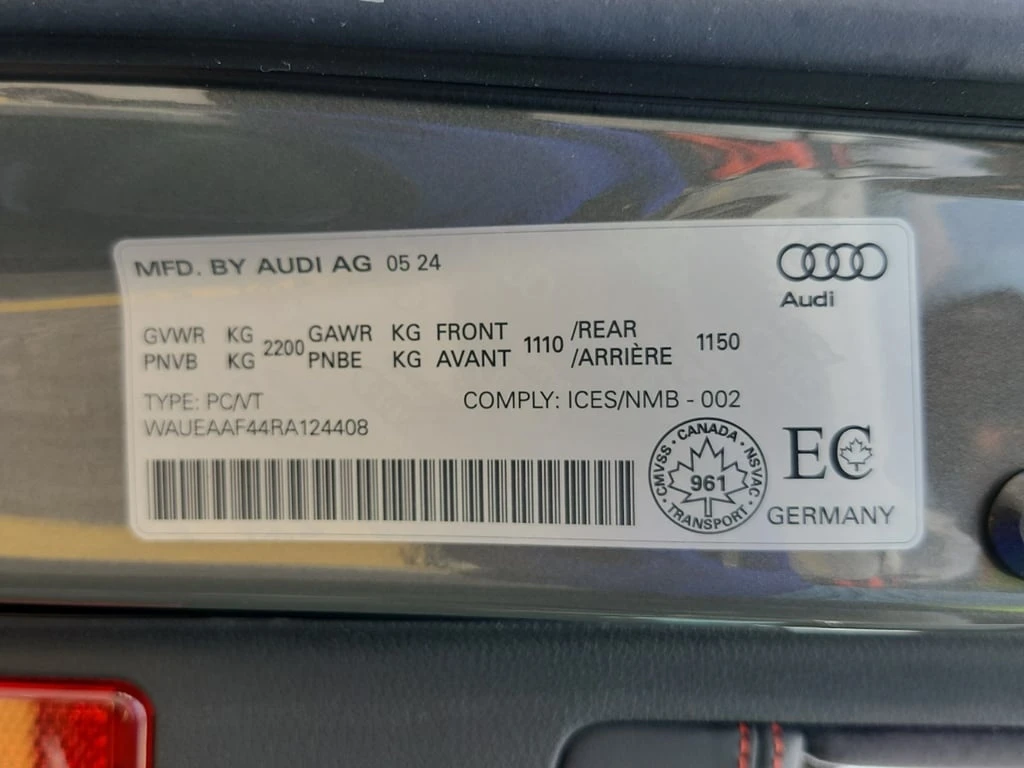 MFD. BY AUDI AG 05 24
Audi
GVWR KG 2200 GAWR KG FRONT 1110 /REAR 1150
PNVB KG PNBE KG AVANT /ARRIÈRE
TYPE: PC/VT COMPLY: ICES/NMB - 002
WAUEAAF44RA124408
CMVSS · CANADA · NSVAC · TRANSPORT ·
961
EC
GERMANY